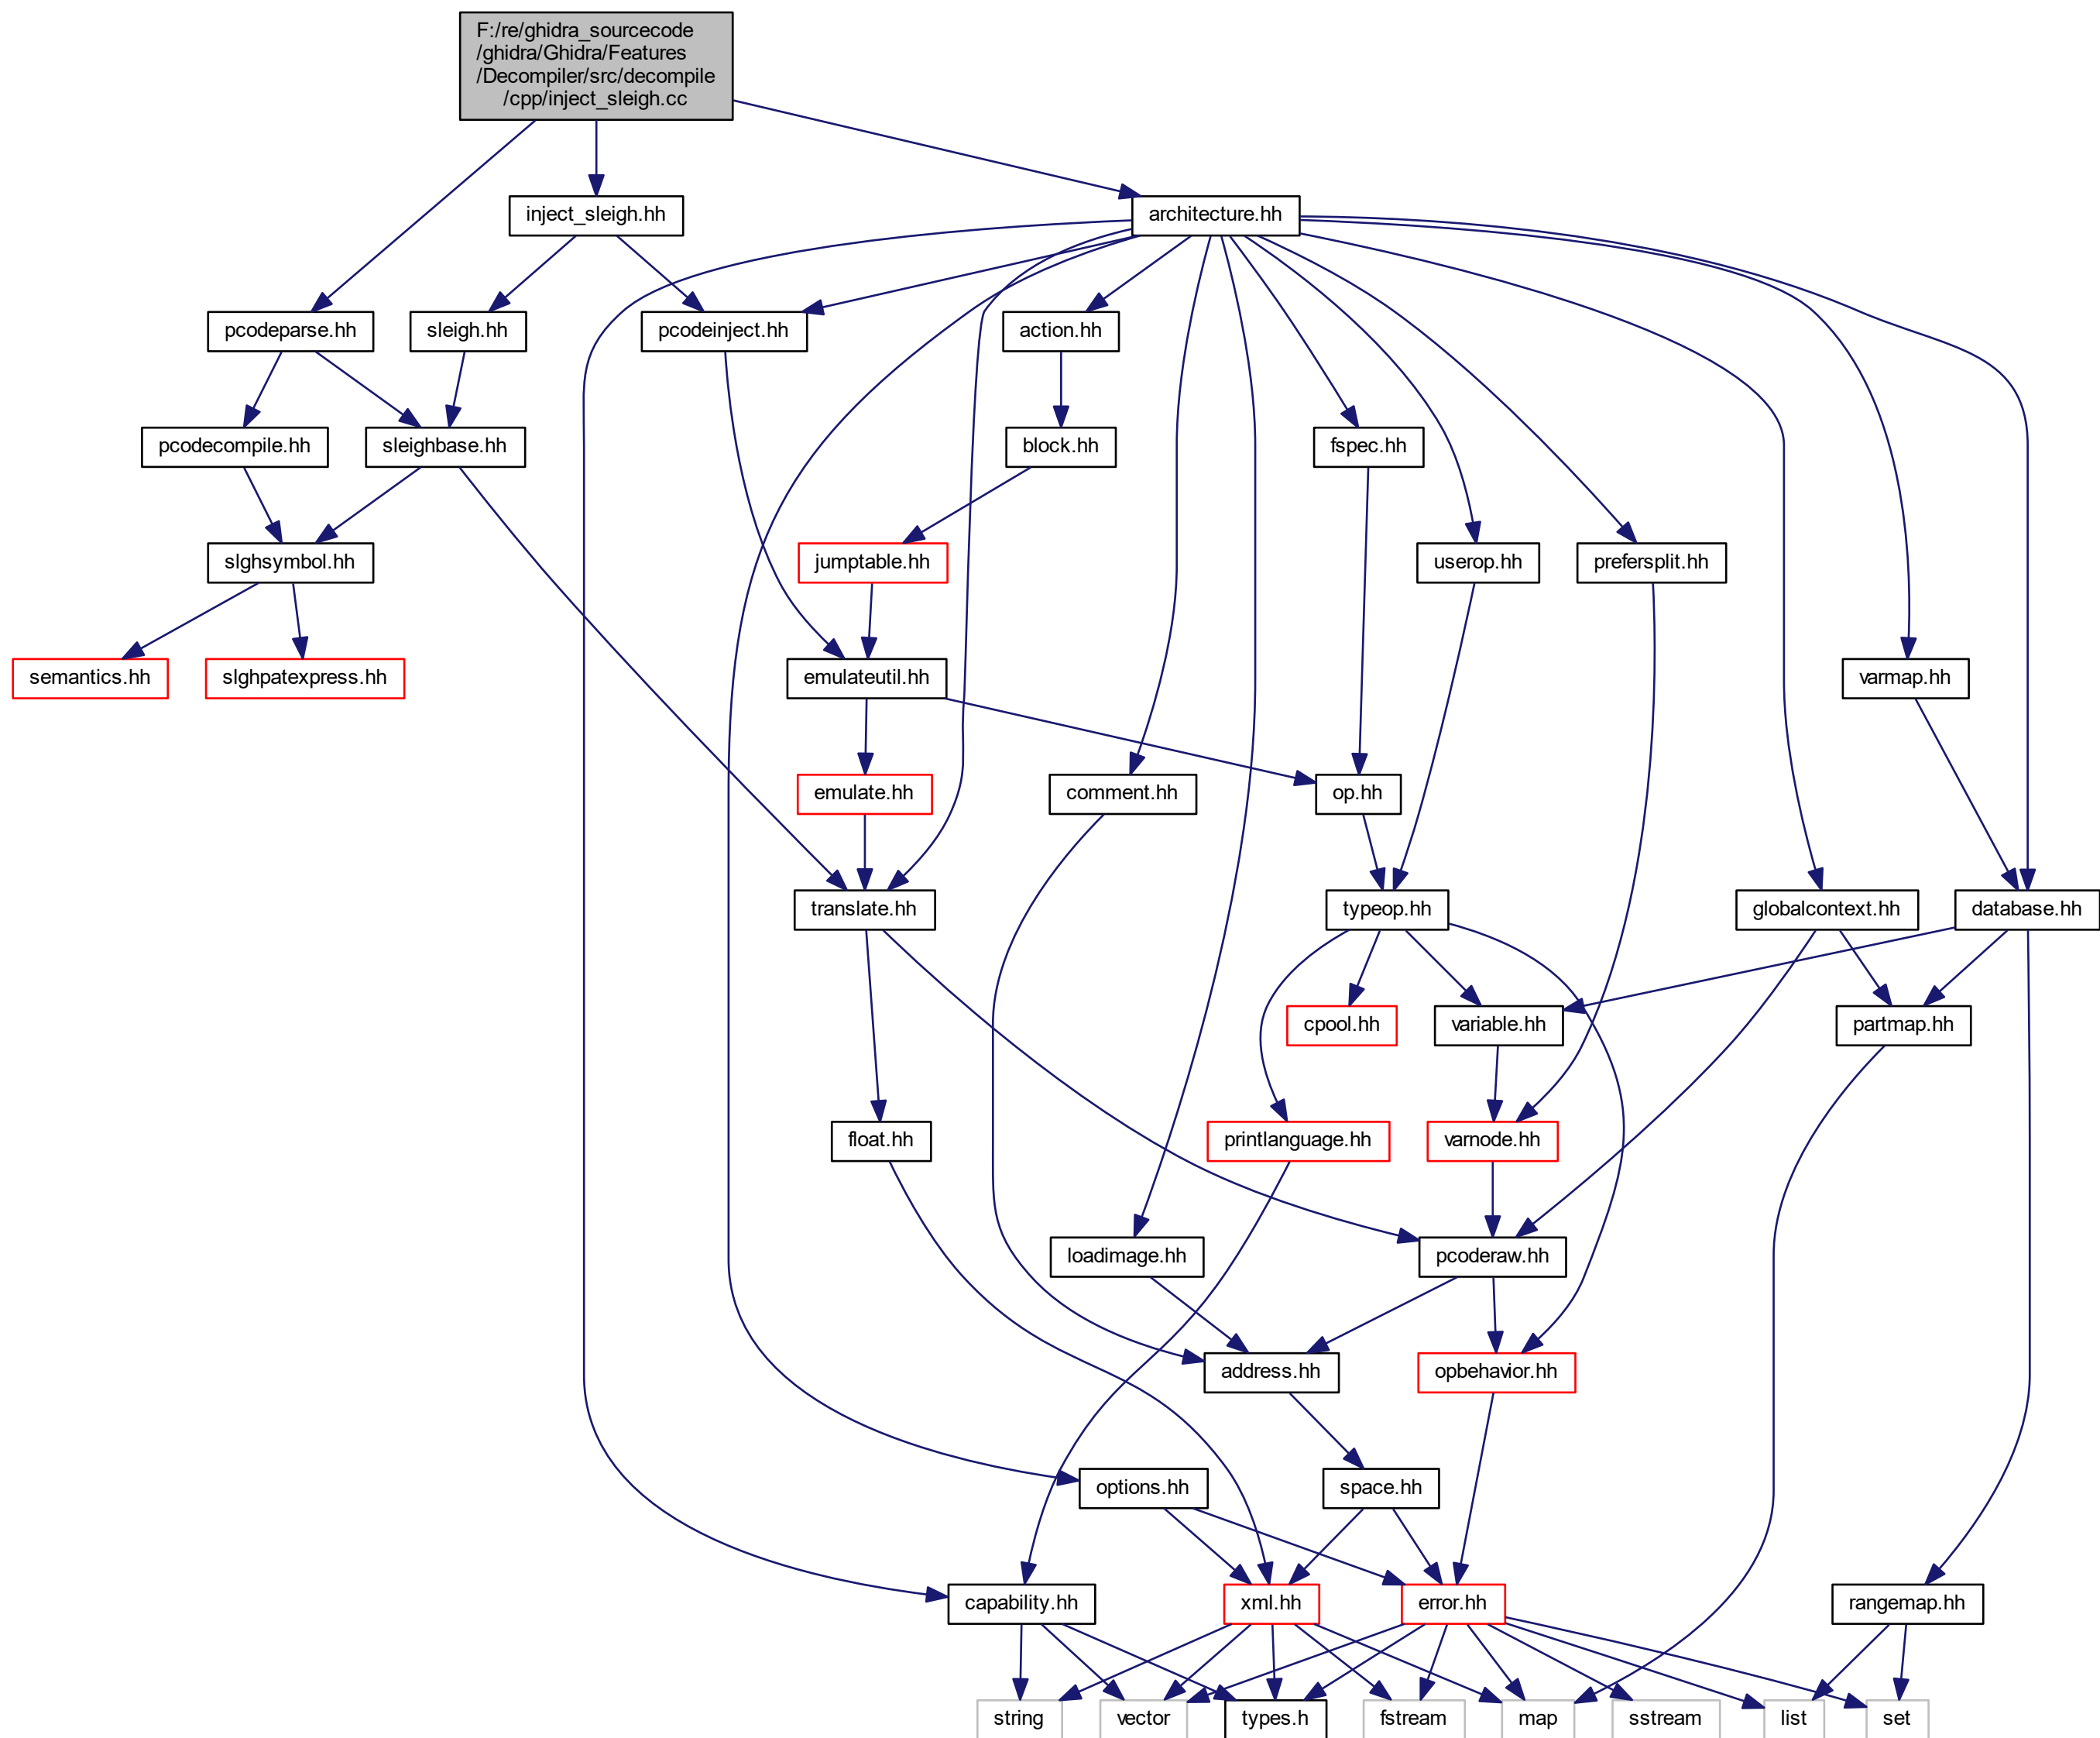 F:/re/ghidra_sourcecode
/ghidra/Ghidra/Features
/Decompiler/src/decompile
/cpp/inject_sleigh.cc
inject_sleigh.hh
architecture.hh
pcodeparse.hh
sleigh.hh
pcodeinject.hh
action.hh
pcodecompile.hh
sleighbase.hh
block.hh
fspec.hh
slghsymbol.hh
jumptable.hh
userop.hh
prefersplit.hh
semantics.hh
slghpatexpress.hh
emulateutil.hh
varmap.hh
emulate.hh
comment.hh
op.hh
translate.hh
typeop.hh
globalcontext.hh
database.hh
cpool.hh
variable.hh
partmap.hh
float.hh
printlanguage.hh
varnode.hh
loadimage.hh
pcoderaw.hh
address.hh
opbehavior.hh
options.hh
space.hh
capability.hh
xml.hh
error.hh
rangemap.hh
string
vector
types.h
fstream
map
sstream
list
set